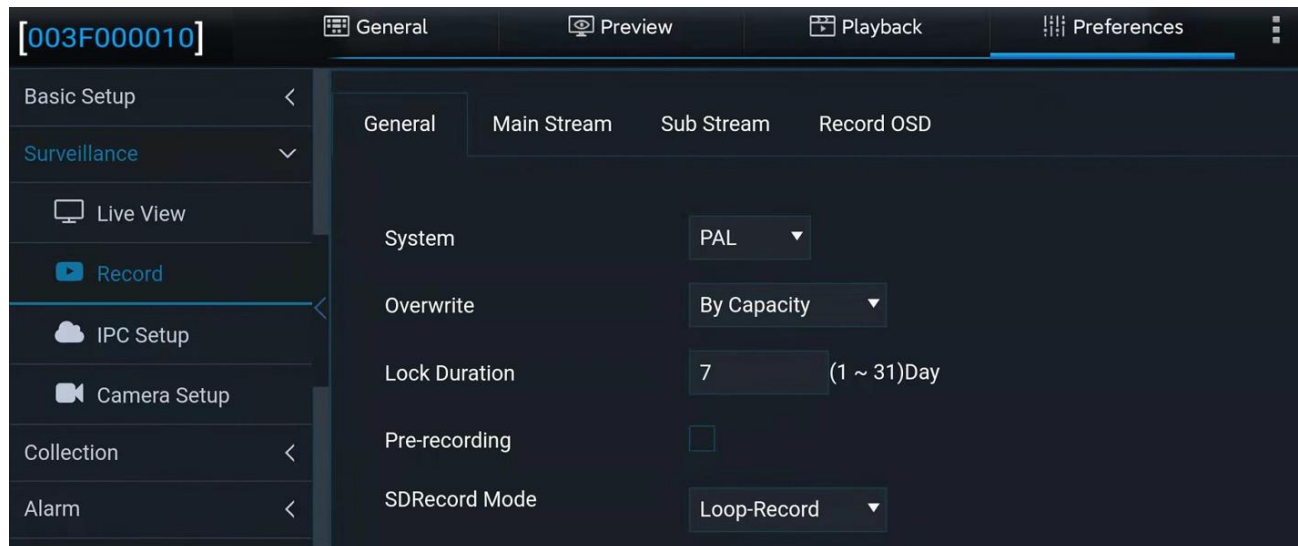 [003F000010]
General
Preview
Playback
Preferences
Basic Setup
Surveillance
Live View
Record
IPC Setup
Camera Setup
Collection
Alarm
General
Main Stream
Sub Stream
Record OSD
System
PAL
Overwrite
By Capacity
Lock Duration
7
(1 ~ 31)Day
Pre-recording
SDRecord Mode
Loop-Record